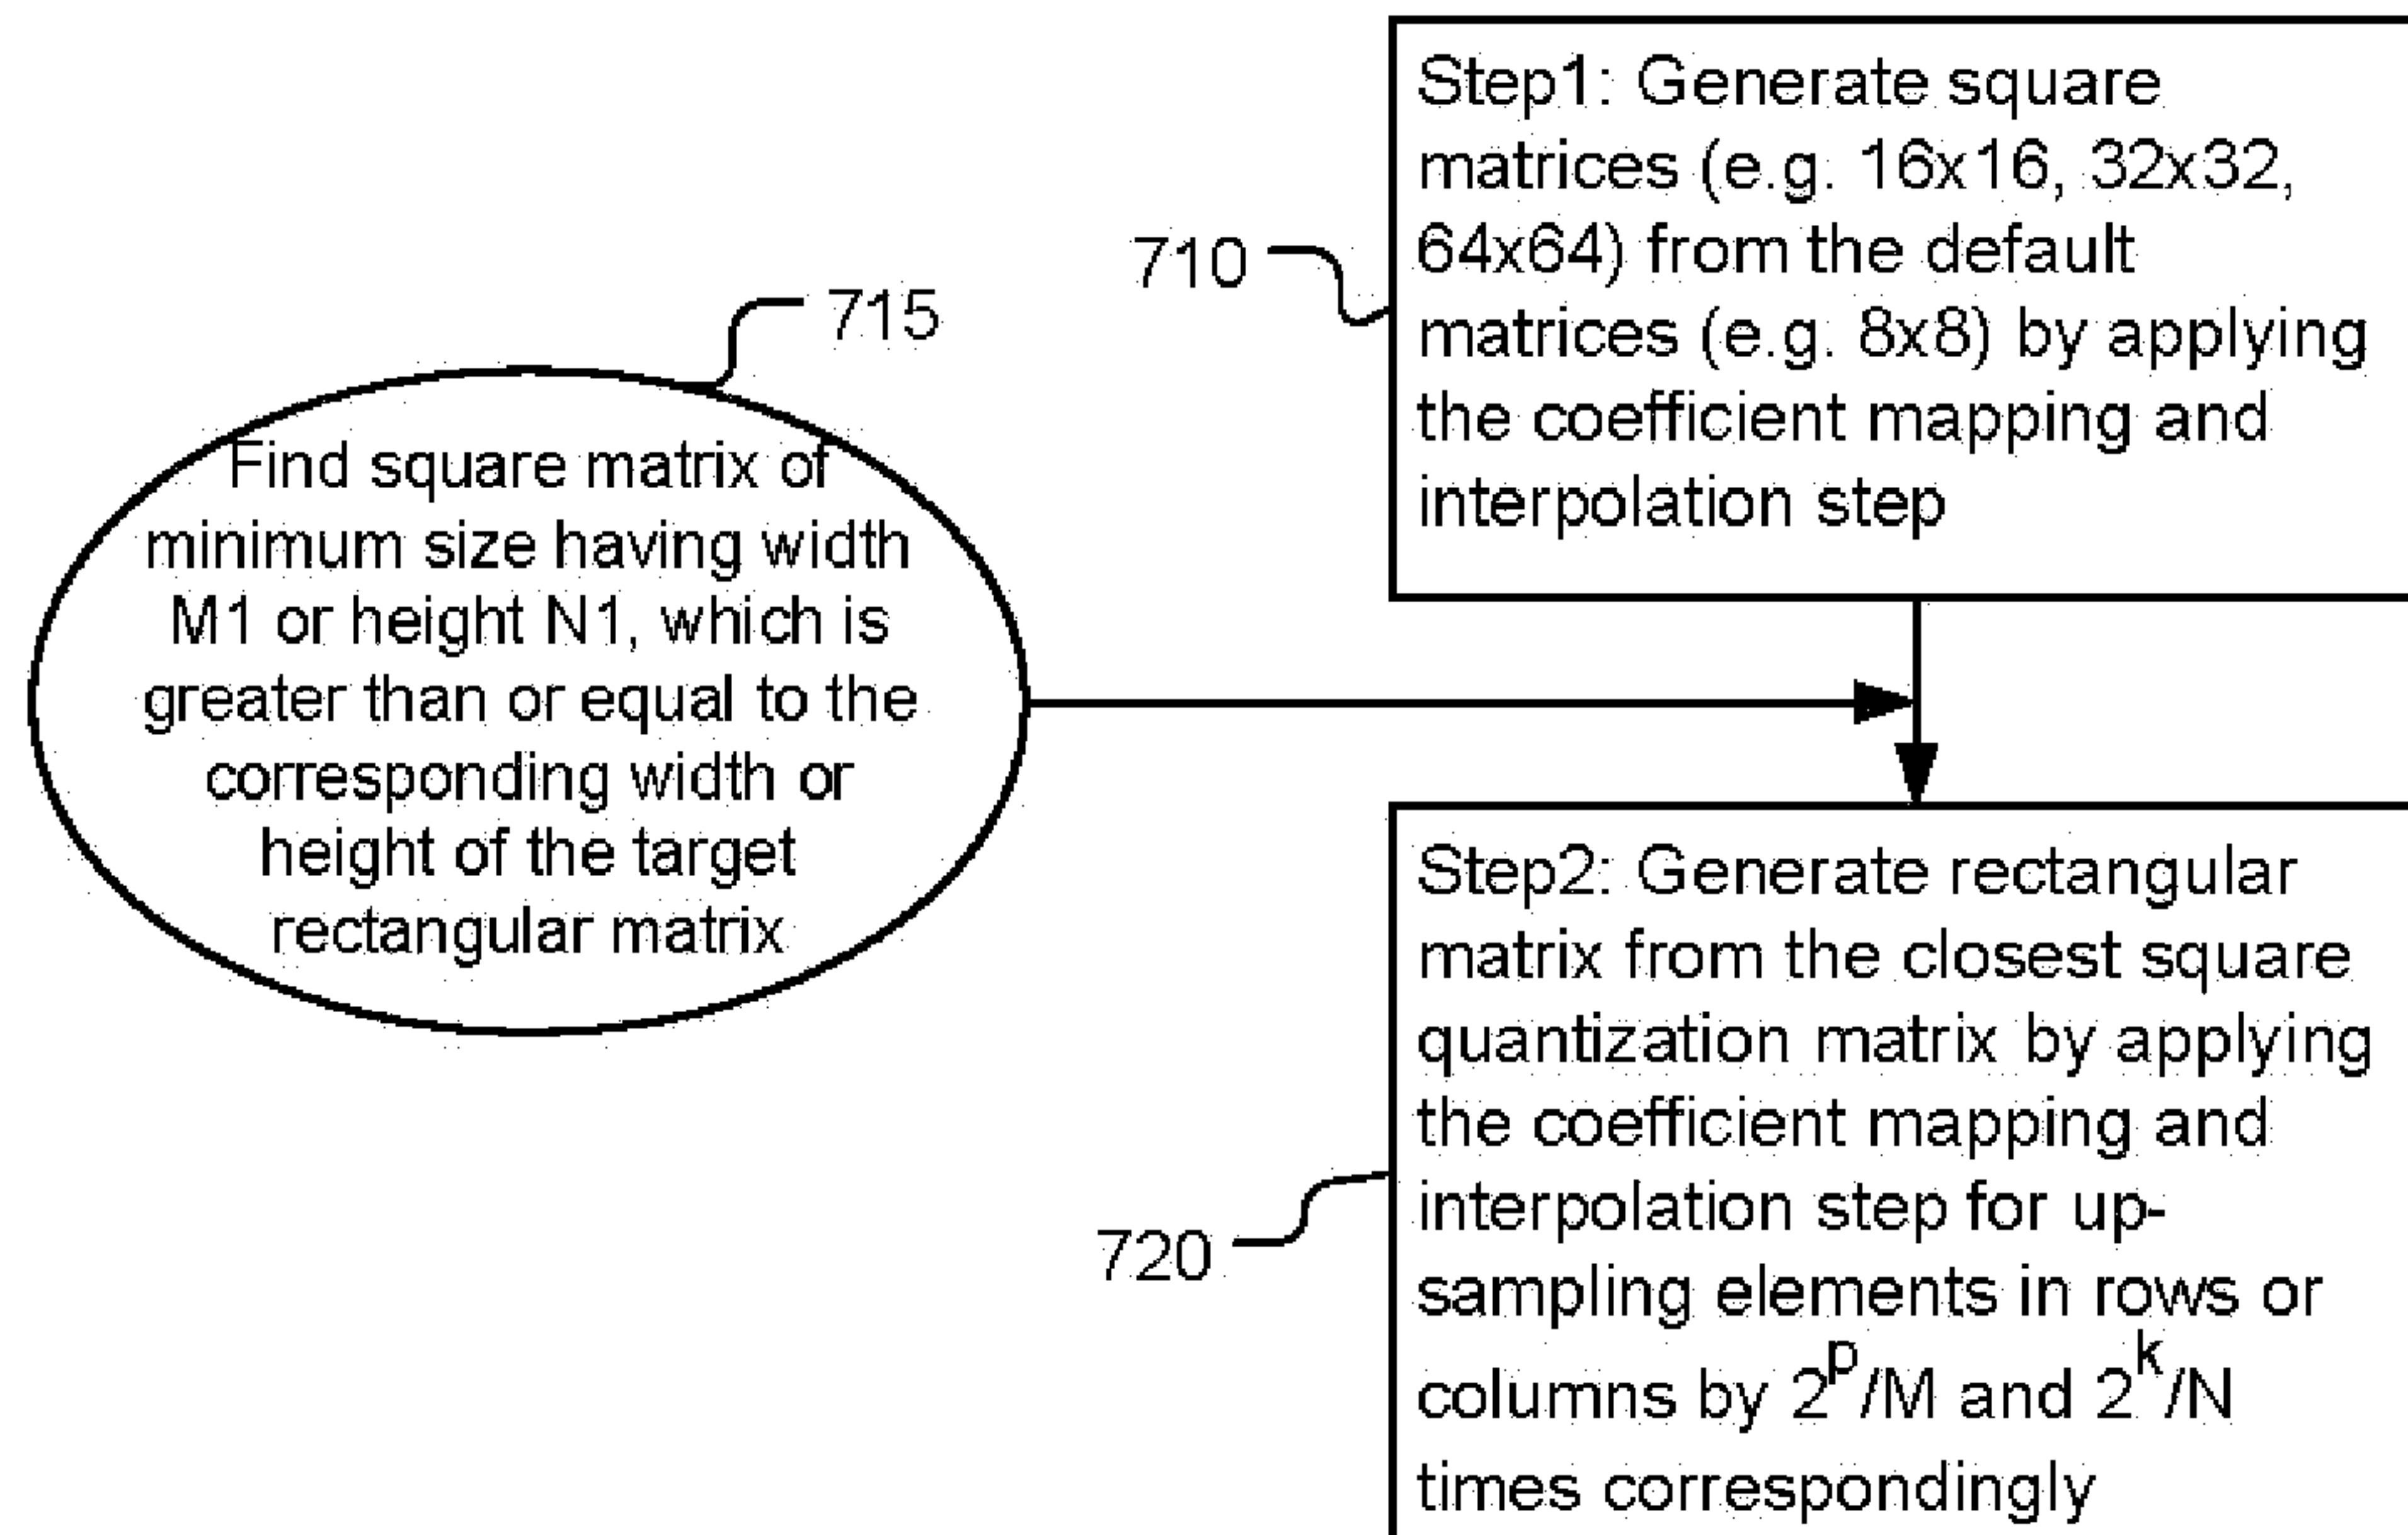 Step1: Generate square
matrices (e.g. 16x16, 32x32,
64x64) from the default
matrices (e.g. 8x8) by applying
the coefficient mapping and
interpolation step
710
715
Find square matrix of
minimum size having width
M1 or height N1, which is
greater than or equal to the
corresponding width or
height of the target
rectangular matrix
Step2: Generate rectangular
matrix from the closest square
quantization matrix by applying
the coefficient mapping and
interpolation step for up-
sampling elements in rows or
columns by 2^p/M and 2^k/N
times correspondingly
720